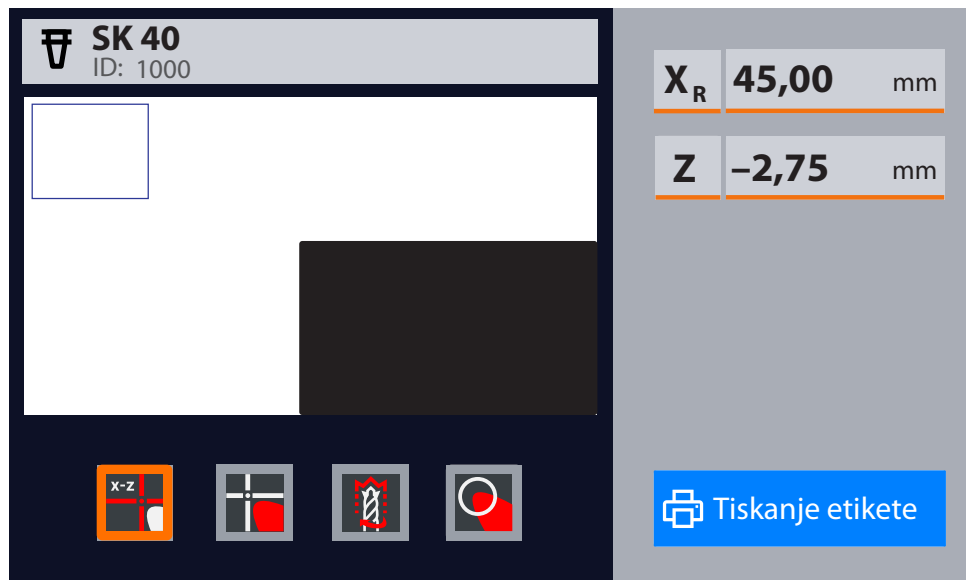 SK 40
ID: 1000
XR 45,00 mm
Z –2,75 mm
x-z
Tiskanje etikete